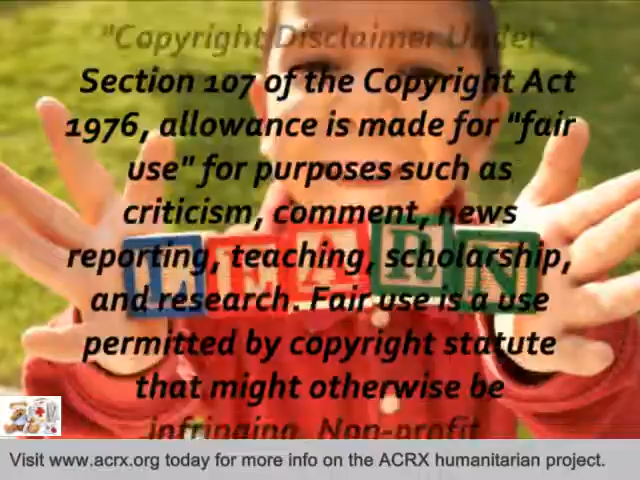 "Copyright Disclaimer Under
Section 107 of the Copyright Act
1976, allowance is made for "fair
use" for purposes such as
criticism, comment, news
reporting, teaching, scholarship,
and research. Fair use is a use
permitted by copyright statute
that might otherwise be
infringing. Non-profit
LEARN
Visit www.acrx.org today for more info on the ACRX humanitarian project.